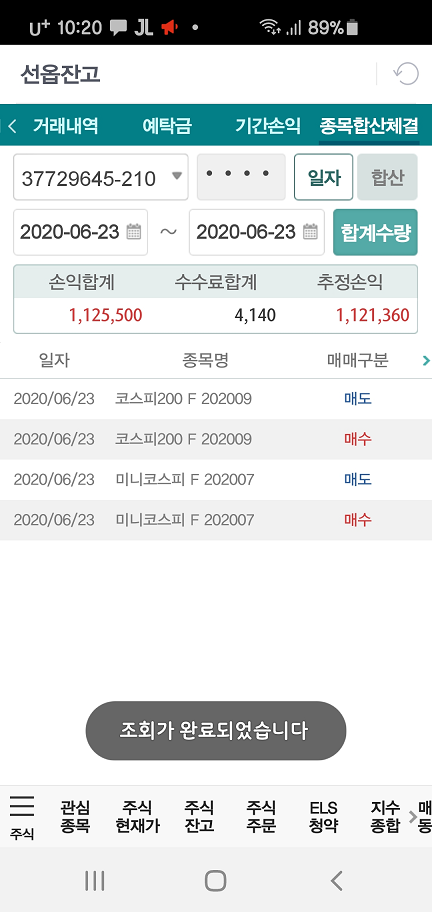 U+ 10:20 JL 89%
선옵잔고
거래내역 예탁금 기간손익 종목합산체결
37729645-210 •••• 일자 합산
2020-06-23 ~ 2020-06-23 합계수량
손익합계 수수료합계 추정손익
1,125,500 4,140 1,121,360
일자 종목명 매매구분
2020/06/23 코스피200 F 202009 매도
2020/06/23 코스피200 F 202009 매수
2020/06/23 미니코스피 F 202007 매도
2020/06/23 미니코스피 F 202007 매수
조회가 완료되었습니다
주식 관심 주식 주식 주식 ELS 지수 매
종목 현재가 잔고 주문 청약 종합 동